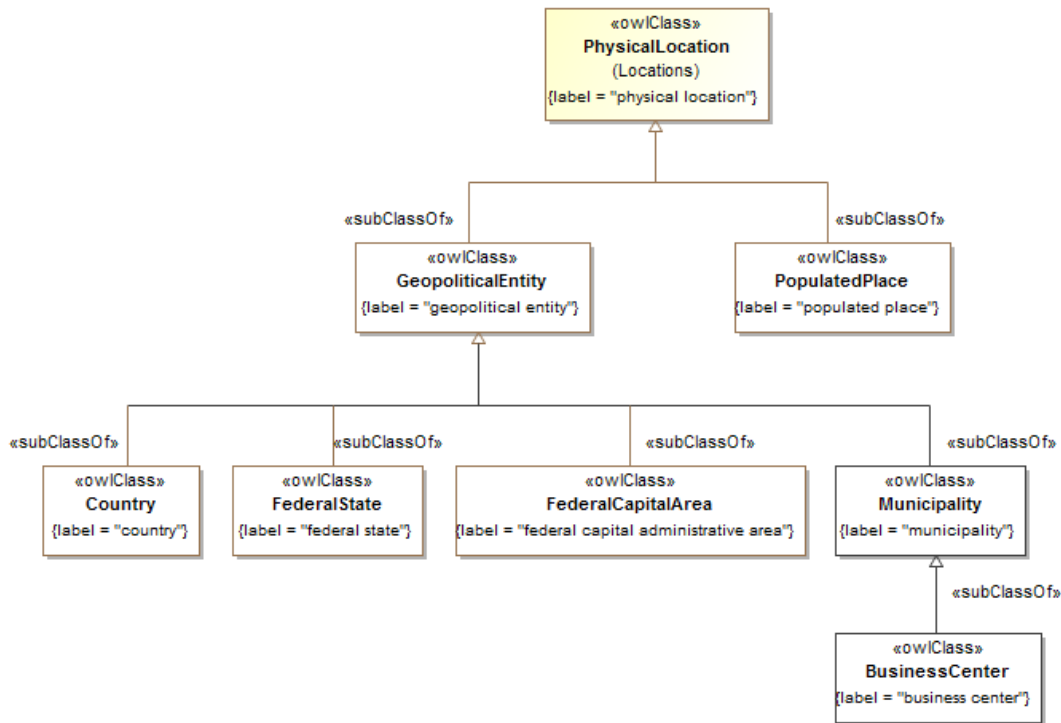 «owlClass»
PhysicalLocation
(Locations)
{label = "physical location"}
«subClassOf»
«subClassOf»
«owlClass»
GeopoliticalEntity
{label = "geopolitical entity"}
«owlClass»
PopulatedPlace
{label = "populated place"}
«subClassOf»
«subClassOf»
«subClassOf»
«subClassOf»
«owlClass»
Country
{label = "country"}
«owlClass»
FederalState
{label = "federal state"}
«owlClass»
FederalCapitalArea
{label = "federal capital administrative area"}
«owlClass»
Municipality
{label = "municipality"}
«subClassOf»
«owlClass»
BusinessCenter
{label = "business center"}